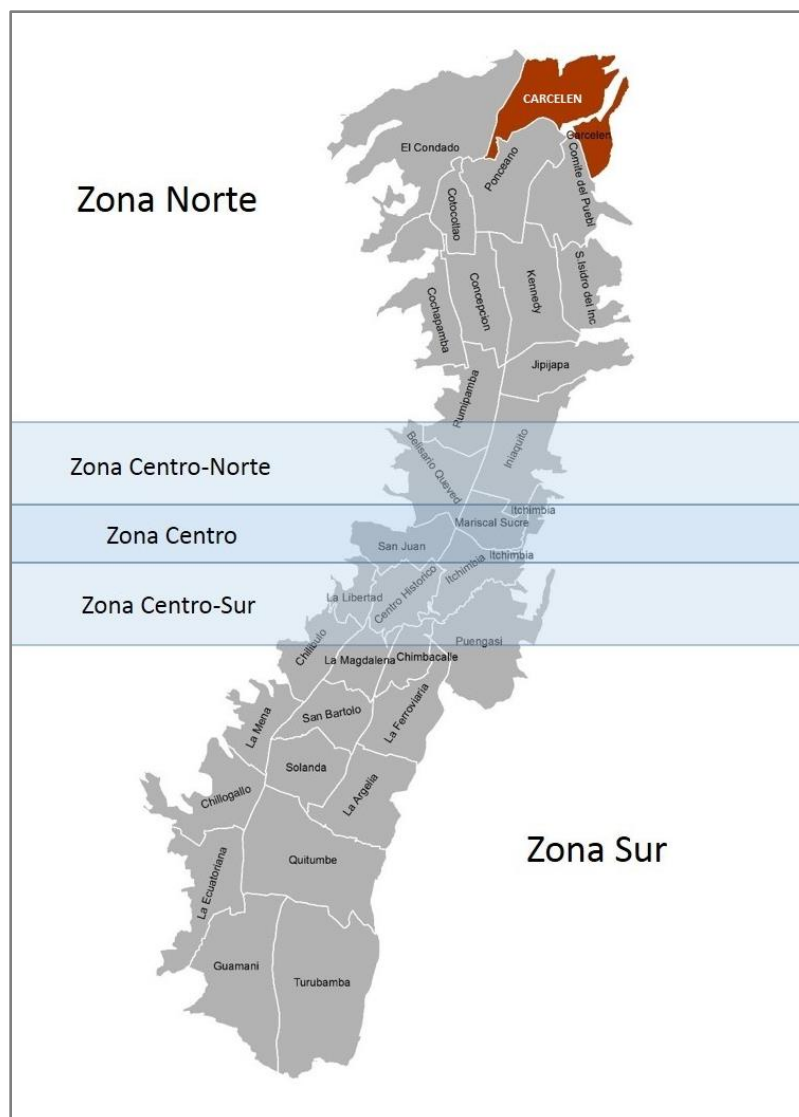 CARCELEN
Carcelen
El Condado
Ponceano
Comite del Puebl
Zona Norte
Cotocollao
S.Isidro del Inc
Concepcion
Kennedy
Cochapamba
Jipijapa
Rumipamba
Belisario Queved
Iniaquito
Zona Centro-Norte
Itchimbia
Mariscal Sucre
Zona Centro
San Juan
Itchimbia
Itchimbia
Centro Historico
La Libertad
Zona Centro-Sur
Puengasi
Chilibulo
La Magdalena
Chimbacalle
La Ferroviaria
La Mena
San Bartolo
Solanda
La Argelia
Chillogallo
Zona Sur
Quitumbe
La Ecuatoriana
Guamani
Turubamba